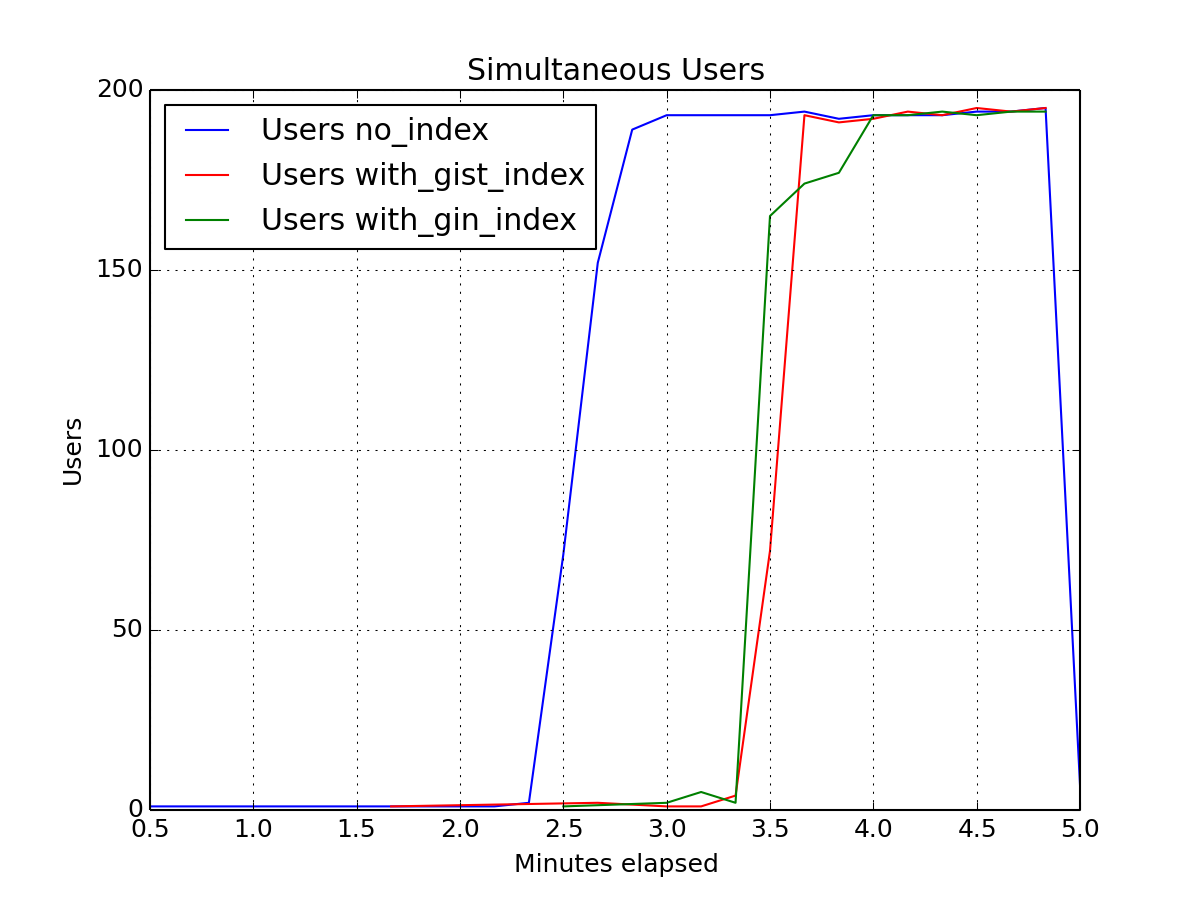 Simultaneous Users
200
Users no_index
Users with_gist_index
Users with_gin_index
150
100
50
0
Users
0.5 1.0 1.5 2.0 2.5 3.0 3.5 4.0 4.5 5.0
Minutes elapsed